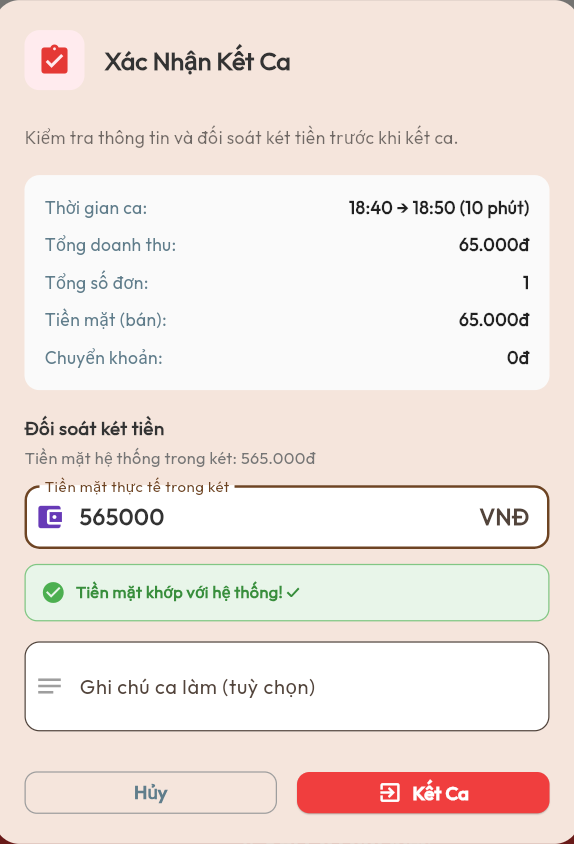 Xác Nhận Kết Ca
Kiểm tra thông tin và đối soát két tiền trước khi kết ca.
Thời gian ca: 18:40 → 18:50 (10 phút)
Tổng doanh thu: 65.000đ
Tổng số đơn: 1
Tiền mặt (bán): 65.000đ
Chuyển khoản: 0đ
Đối soát két tiền
Tiền mặt hệ thống trong két: 565.000đ
Tiền mặt thực tế trong két
565000 VNĐ
Tiền mặt khớp với hệ thống! ✓
Ghi chú ca làm (tuỳ chọn)
Hủy Kết Ca